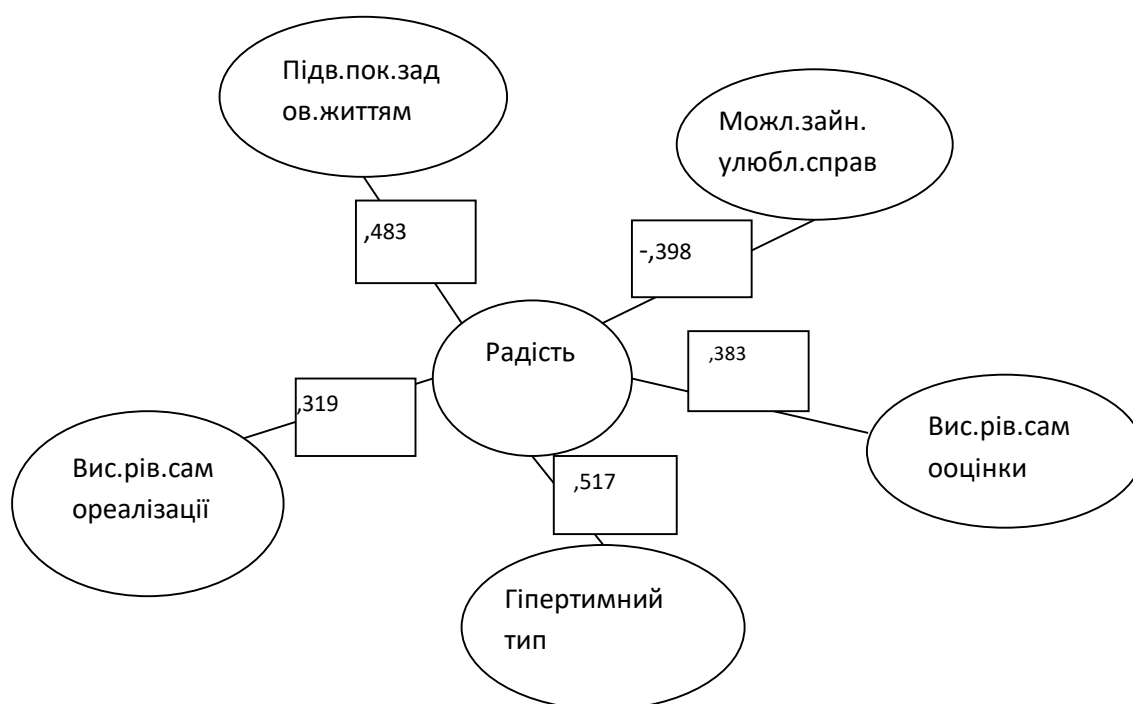 Підв.пок.зад
ов.життям
Можл.зайн.
улюбл.справ
,483
-,398
Радість
,383
,319
Вис.рів.сам
ооцінки
Вис.рів.сам
ореалізації
,517
Гіпертимний
тип